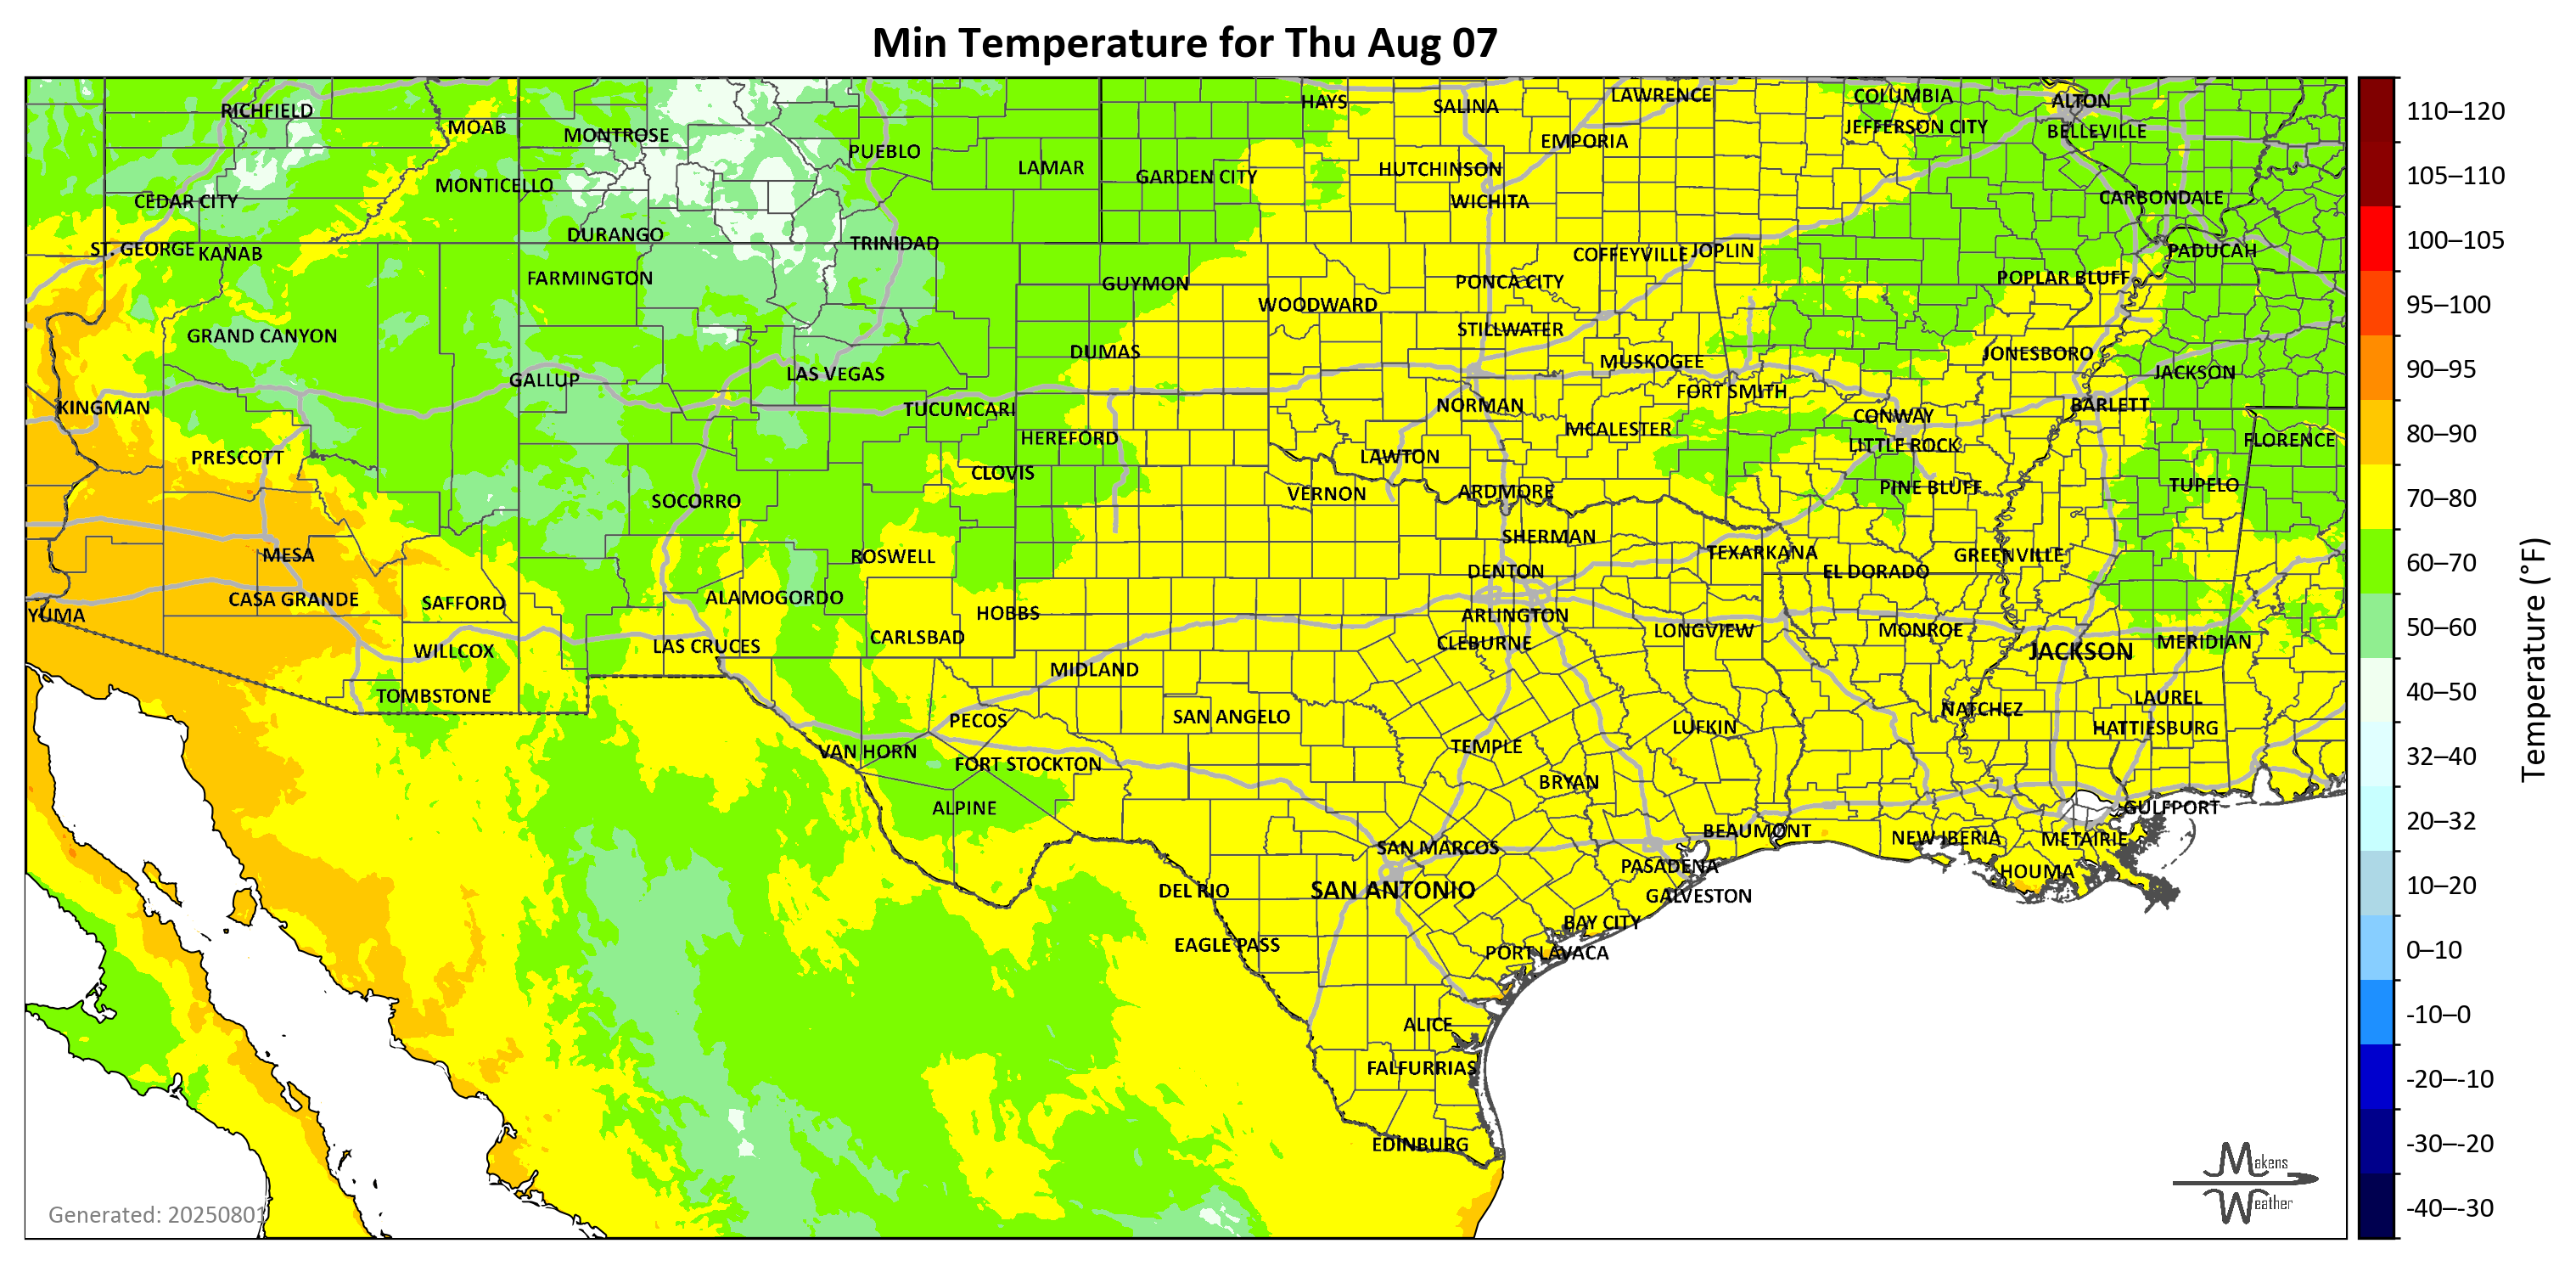 Min Temperature for Thu Aug 07
RICHFIELD
MOAB
MONTROSE
PUEBLO
LAMAR
HAYS
SALINA
LAWRENCE
COLUMBIA
ALTON
JEFFERSON CITY
BELLEVILLE
EMPORIA
GARDEN CITY
HUTCHINSON
WICHITA
MONTICELLO
CEDAR CITY
CARBONDALE
ST. GEORGE
KANAB
DURANGO
TRINIDAD
COFFEYVILLE
JOPLIN
PADUCAH
FARMINGTON
GUYMON
PONCA CITY
POPLAR BLUFF
WOODWARD
GRAND CANYON
STILLWATER
DUMAS
MUSKOGEE
JONESBORO
GALLUP
LAS VEGAS
FORT SMITH
JACKSON
KINGMAN
TUCUMCARI
NORMAN
CONWAY
BARLETT
HEREFORD
MCALESTER
LITTLE ROCK
FLORENCE
PRESCOTT
CLOVIS
LAWTON
SOCORRO
VERNON
ARDMORE
PINE BLUFF
TUPELO
MESA
ROSWELL
SHERMAN
TEXARKANA
GREENVILLE
DENTON
EL DORADO
CASA GRANDE
SAFFORD
ALAMOGORDO
HOBBS
ARLINGTON
YUMA
WILLCOX
LAS CRUCES
CARLSBAD
CLEBURNE
LONGVIEW
MONROE
JACKSON
MERIDIAN
MIDLAND
TOMBSTONE
PECOS
SAN ANGELO
NATCHEZ
LAUREL
VAN HORN
FORT STOCKTON
TEMPLE
LUFKIN
HATTIESBURG
ALPINE
BRYAN
GULFPORT
SAN MARCOS
BEAUMONT
NEW IBERIA
METAIRIE
DEL RIO
SAN ANTONIO
PASADENA
GALVESTON
HOUMA
EAGLE PASS
BAY CITY
PORT LAVACA
ALICE
FALFURRIAS
EDINBURG
Generated: 20250801
Makens
Weather
110–120
105–110
100–105
95–100
90–95
80–90
70–80
60–70
50–60
40–50
32–40
20–32
10–20
0–10
-10–0
-20–-10
-30–-20
-40–-30
Temperature (°F)